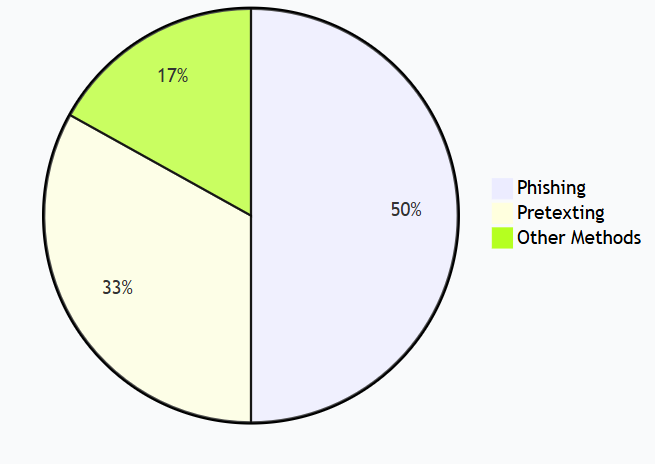 17%
50%
33%
Phishing
Pretexting
Other Methods